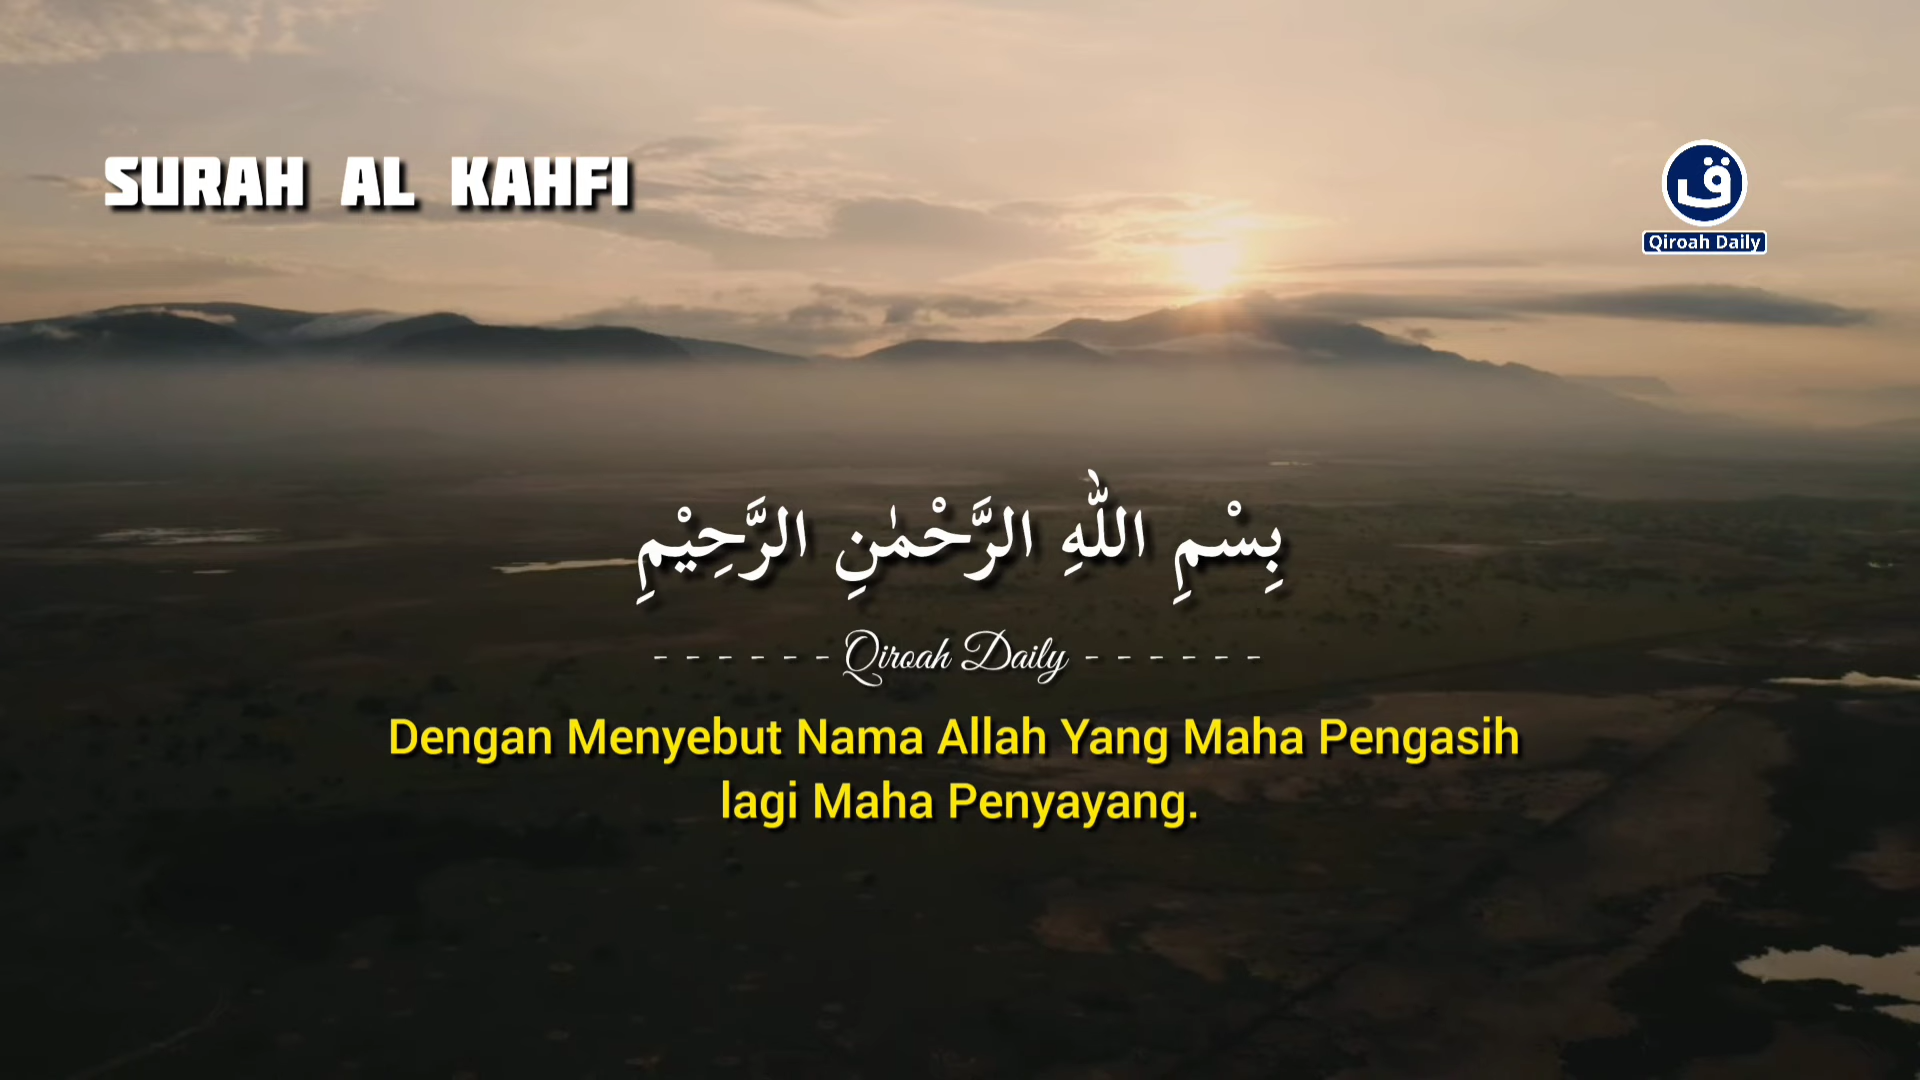 SURAH AL KAHFI
ق
Qiroah Daily
بِسْمِ اللّٰهِ الرَّحْمٰنِ الرَّحِيْمِ
- - - - - - Qiroah Daily - - - - - -
Dengan Menyebut Nama Allah Yang Maha Pengasih
lagi Maha Penyayang.